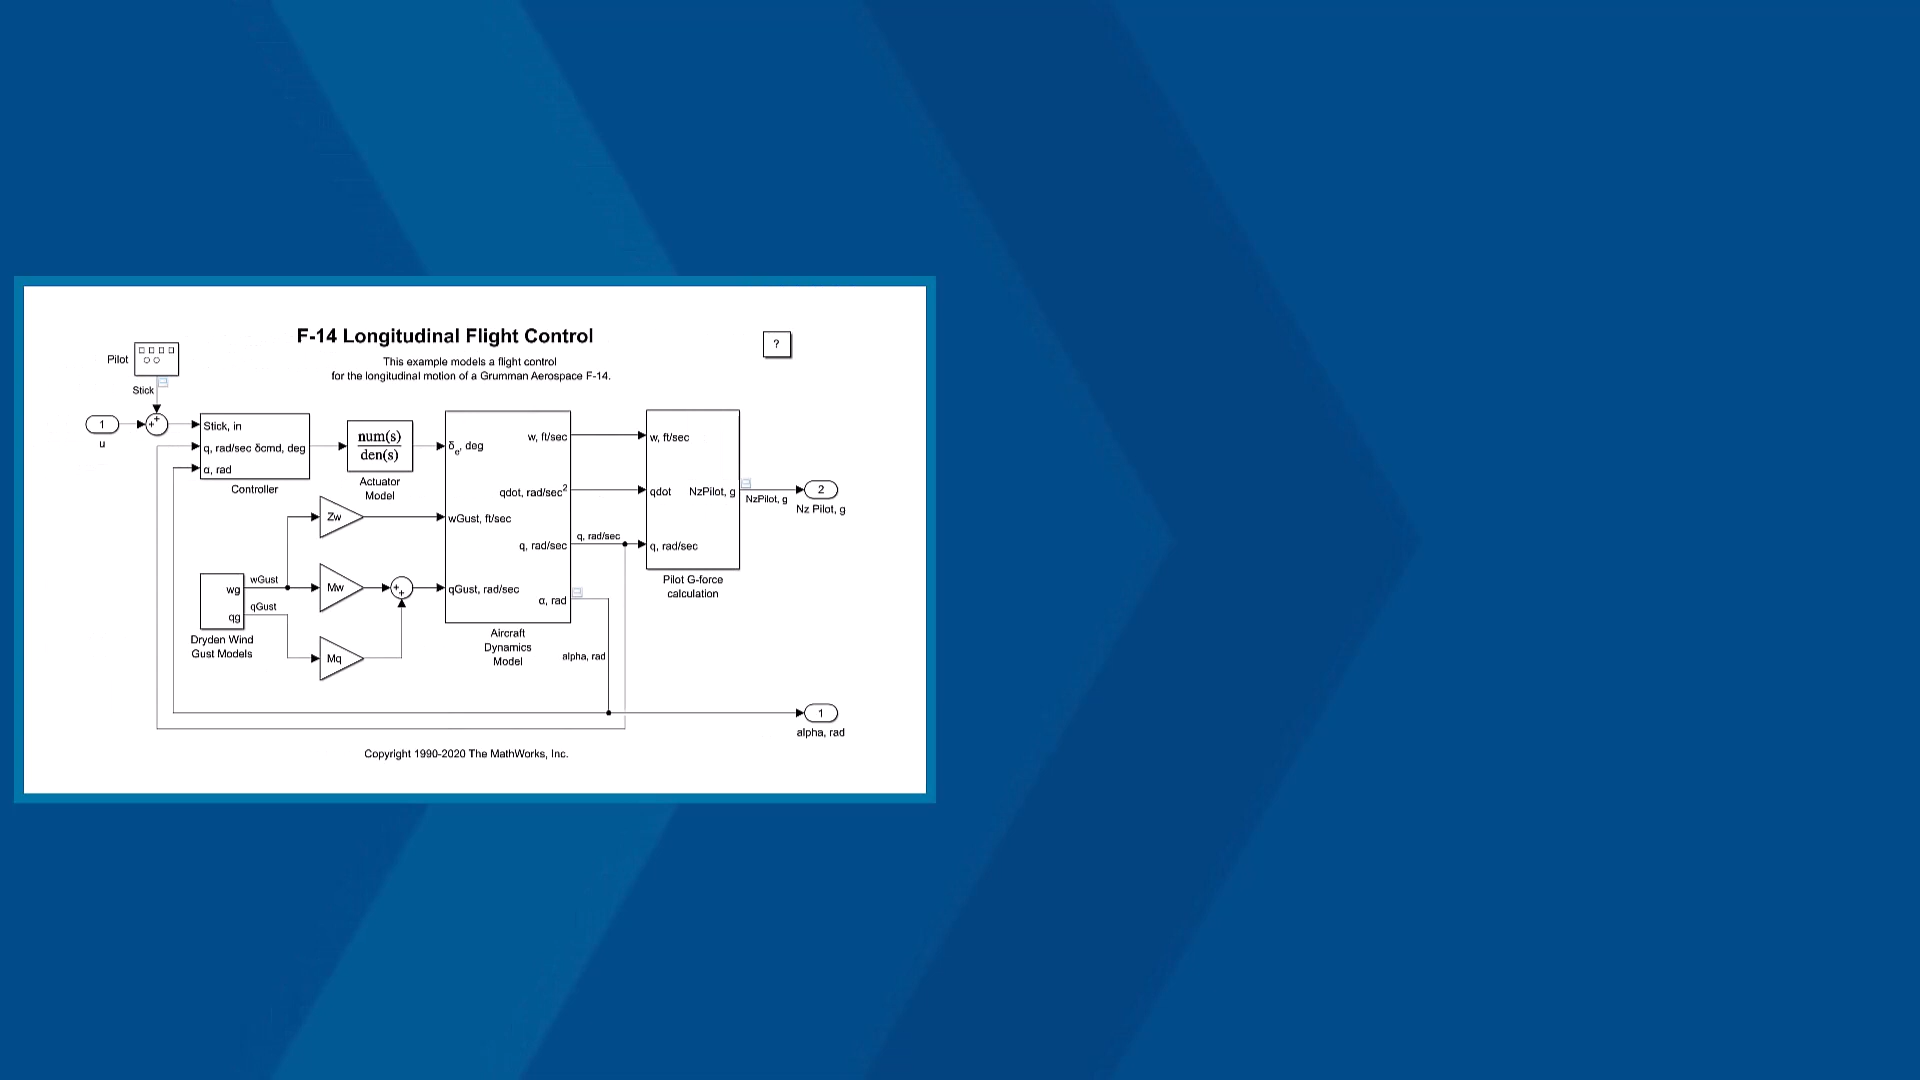 F-14 Longitudinal Flight Control
This example models a flight control
for the longitudinal motion of a Grumman Aerospace F-14.
?
Pilot
Stick
1
u
Stick, in
q, rad/sec δcmd, deg
α, rad
Controller
num(s)
den(s)
Actuator
Model
δe, deg
w, ft/sec
qdot, rad/sec²
wGust, ft/sec
q, rad/sec
qGust, rad/sec
α, rad
Aircraft
Dynamics
Model
q, rad/sec
w, ft/sec
qdot
NzPilot, g
q, rad/sec
Pilot G-force
calculation
NzPilot, g
2
Nz Pilot, g
Zw
Mw
Mq
wg
qg
wGust
qGust
Dryden Wind
Gust Models
alpha, rad
1
alpha, rad
Copyright 1990-2020 The MathWorks, Inc.